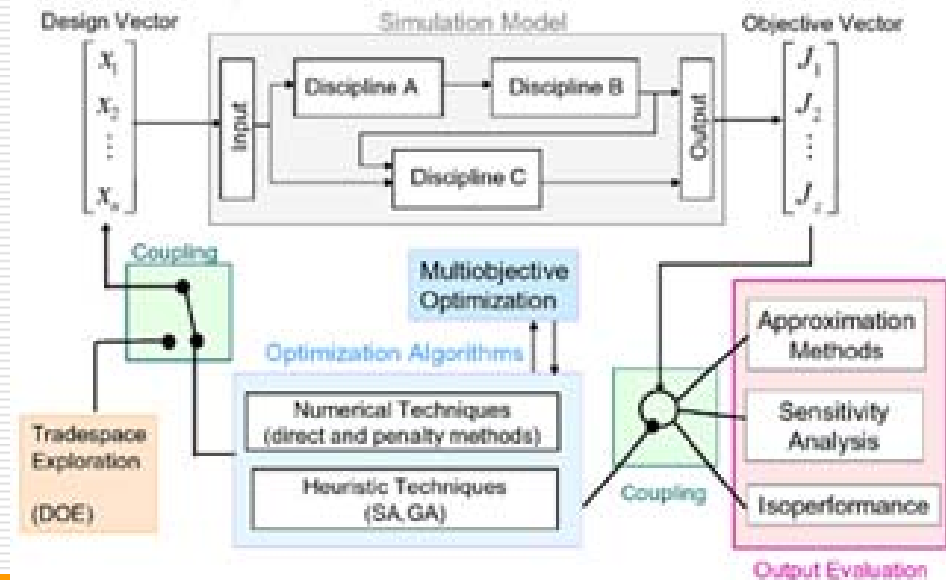 Design Vector
Simulation Model
Objective Vector
x₁
x₂
⋮
xₙ
Input
Discipline A
Discipline B
Discipline C
Output
J₁
J₂
⋮
J_z
Coupling
Multiobjective
Optimization
Optimization Algorithms
Numerical Techniques
(direct and penalty methods)
Heuristic Techniques
(SA,GA)
Tradespace
Exploration
(DOE)
Coupling
Approximation
Methods
Sensitivity
Analysis
Isoperformance
Output Evaluation